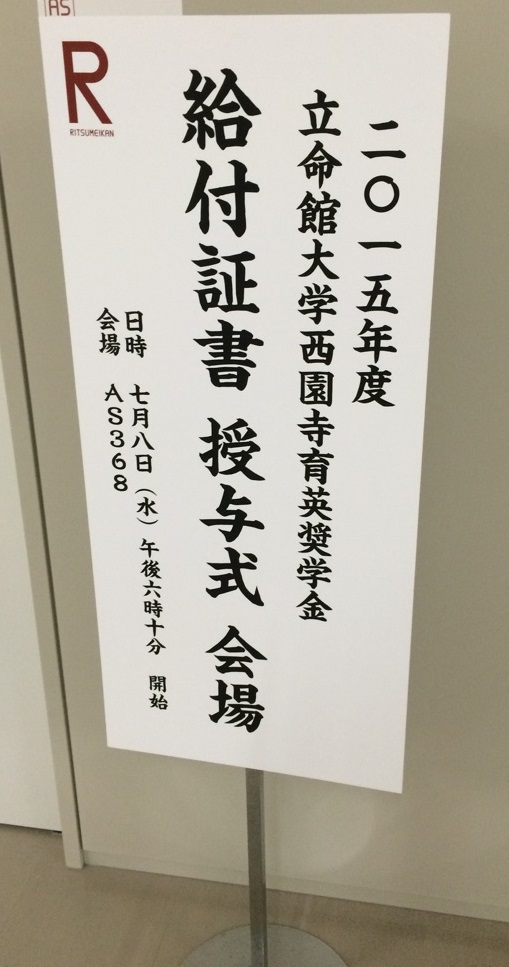 AS
R
RITSUMEIKAN
二〇一五年度
立命館大学西園寺育英奨学金
給付証書 授与式 会場
日時 七月八日（水）午後六時十分 開始
会場 AS368